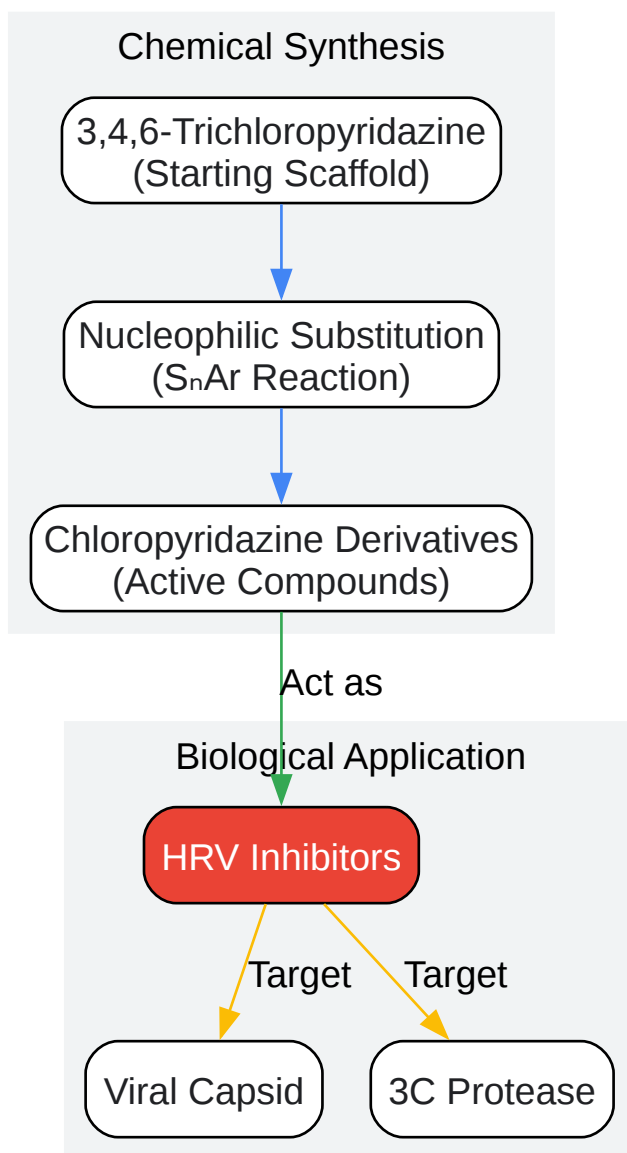 Chemical Synthesis
3,4,6-Trichloropyridazine
(Starting Scaffold)
Nucleophilic Substitution
(SₙAr Reaction)
Chloropyridazine Derivatives
(Active Compounds)
Act as
Biological Application
HRV Inhibitors
Target
Target
Viral Capsid
3C Protease